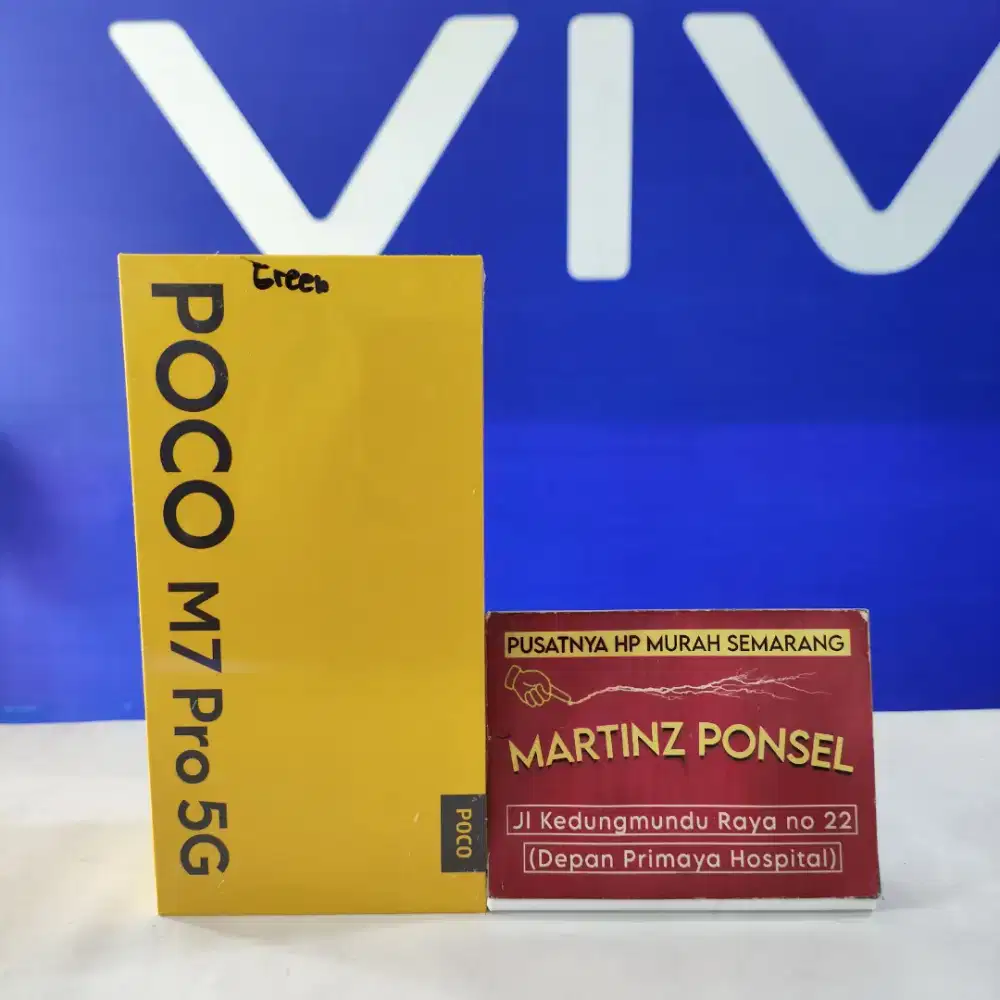 VIV
Green
POCO M7 Pro 5G
POCO
PUSATNYA HP MURAH SEMARANG
MARTINZ PONSEL
Jl Kedungmundu Raya no 22
(Depan Primaya Hospital)